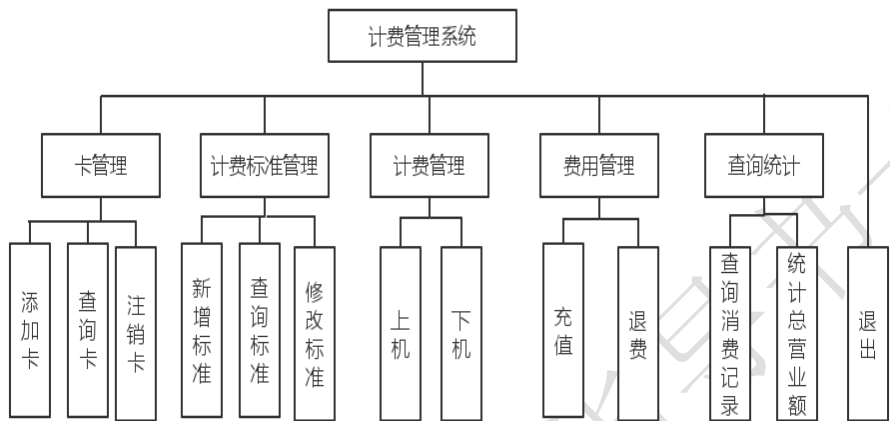 计费管理系统
卡管理
计费标准管理
计费管理
费用管理
查询统计
添加卡
查询卡
注销卡
新增标准
查询标准
修改标准
上机
下机
充值
退费
查询消费记录
统计总营业额
退出
导书